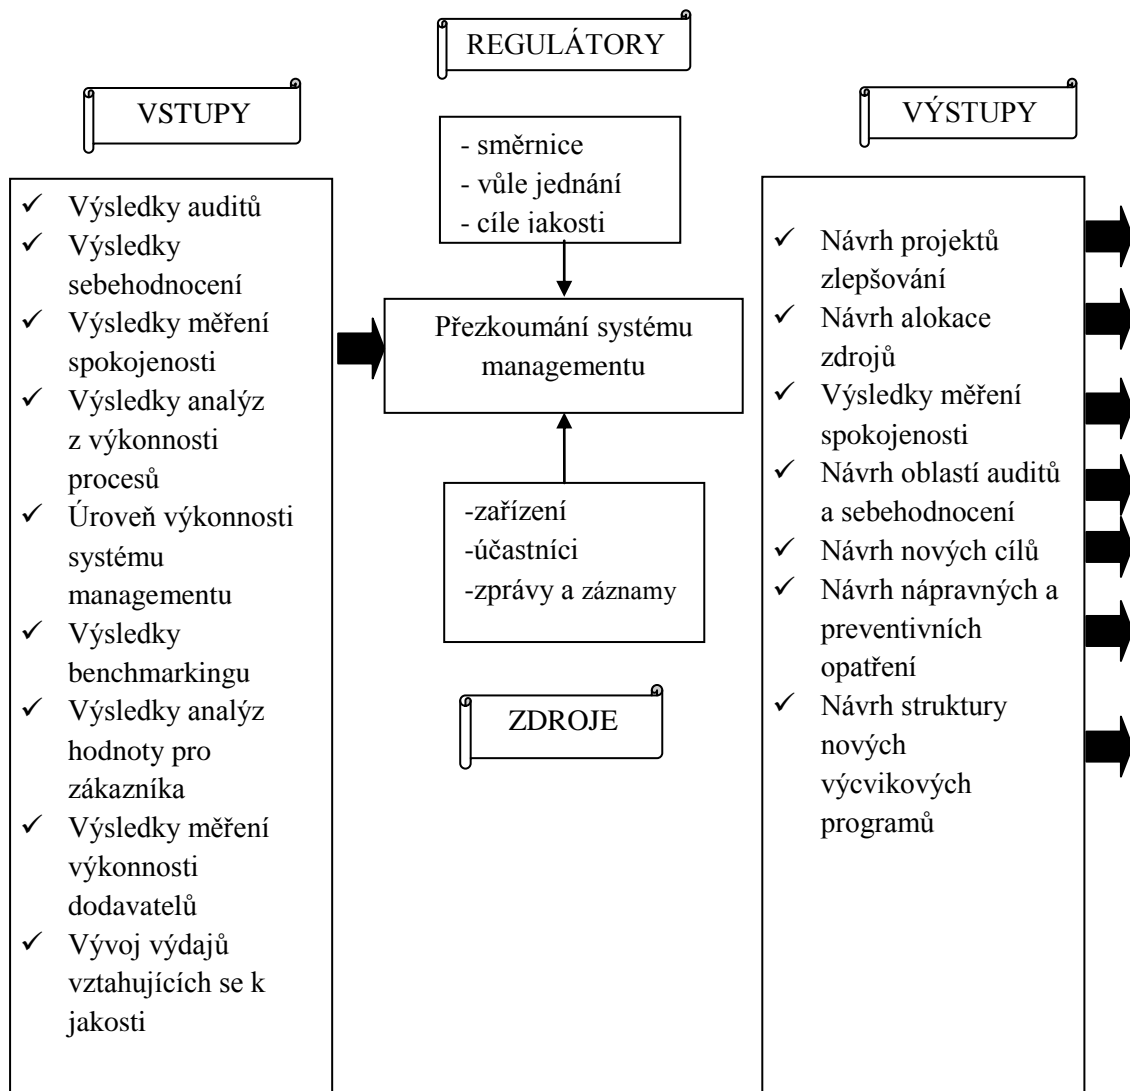 REGULÁTORY
VSTUPY
VÝSTUPY
- směrnice
- vůle jednání
- cíle jakosti
✓ Výsledky auditů
✓ Výsledky
sebehodnocení
✓ Výsledky měření
spokojenosti
✓ Výsledky analýz
z výkonnosti
procesů
✓ Úroveň výkonnosti
systému
managementu
✓ Výsledky
benchmarkingu
✓ Výsledky analýz
hodnoty pro
zákazníka
✓ Výsledky měření
výkonnosti
dodavatelů
✓ Vývoj výdajů
vztahujících se k
jakosti
Přezkoumání systému
managementu
-zařízení
-účastníci
-zprávy a záznamy
ZDROJE
✓ Návrh projektů
zlepšování
✓ Návrh alokace
zdrojů
✓ Výsledky měření
spokojenosti
✓ Návrh oblastí auditů
a sebehodnocení
✓ Návrh nových cílů
✓ Návrh nápravných a
preventivních
opatření
✓ Návrh struktury
nových
výcvikových
programů